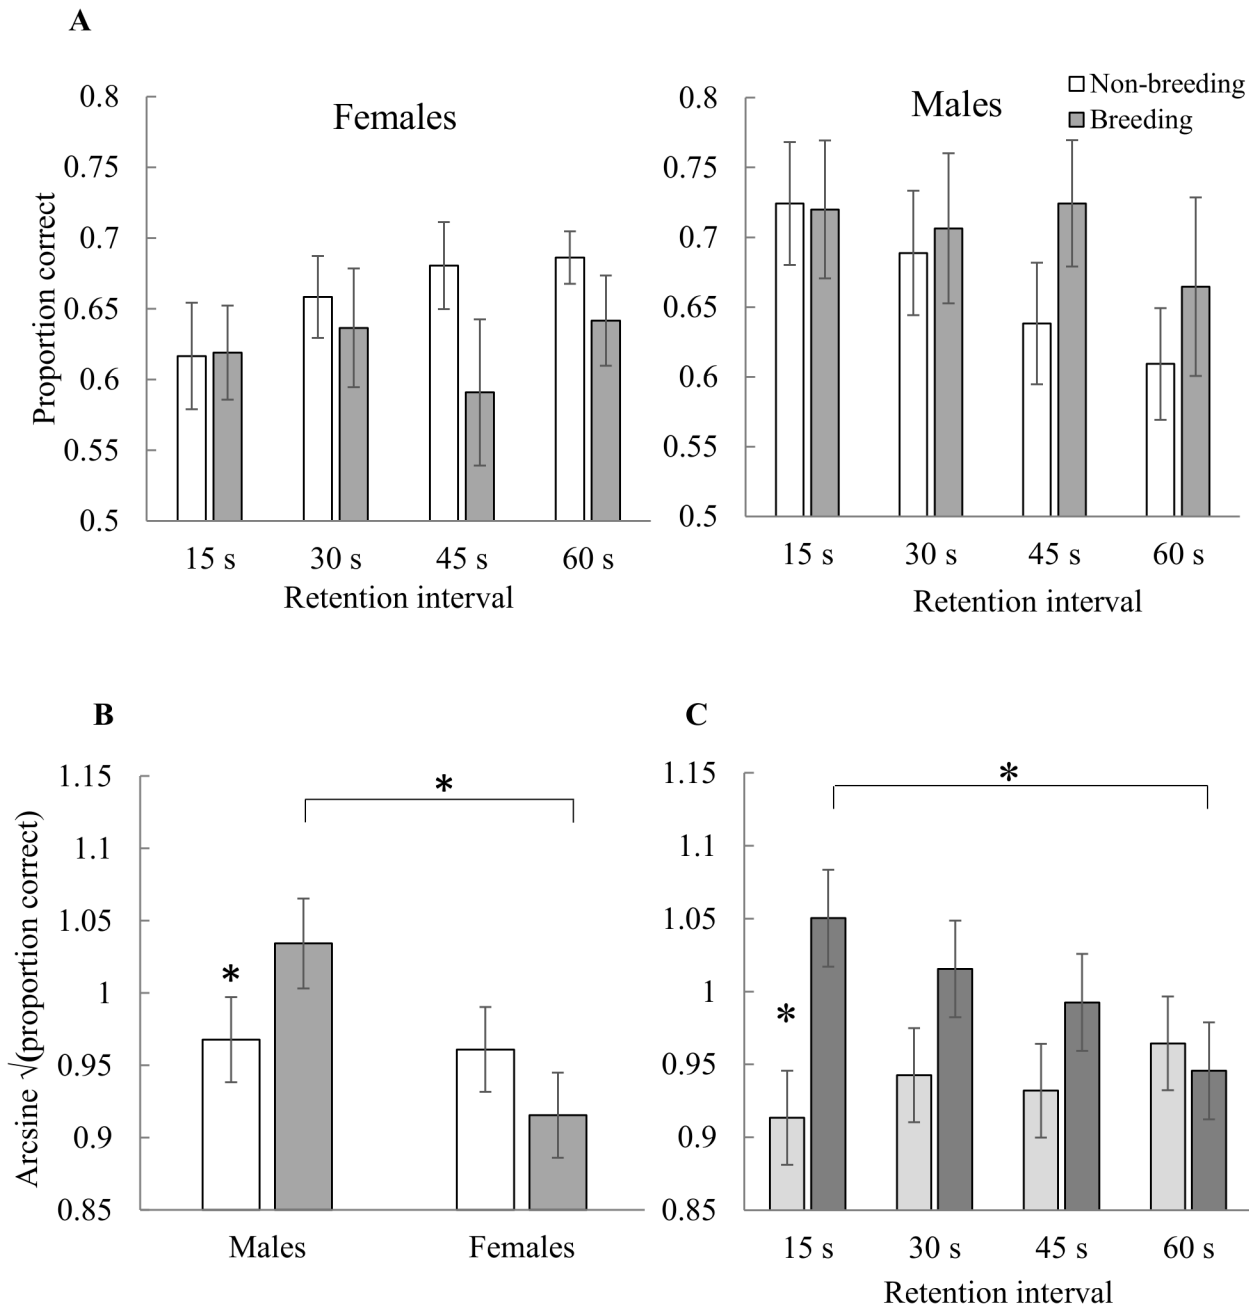 A
Females
Males
Non-breeding
Breeding
Proportion correct
0.8
0.75
0.7
0.65
0.6
0.55
0.5
15 s 30 s 45 s 60 s
Retention interval
0.8
0.75
0.7
0.65
0.6
0.55
0.5
15 s 30 s 45 s 60 s
Retention interval
B
Arcsine √(proportion correct)
1.15
1.1
1.05
1
0.95
0.9
0.85
*
*
Males Females
C
1.15
1.1
1.05
1
0.95
0.9
0.85
*
*
15 s 30 s 45 s 60 s
Retention interval